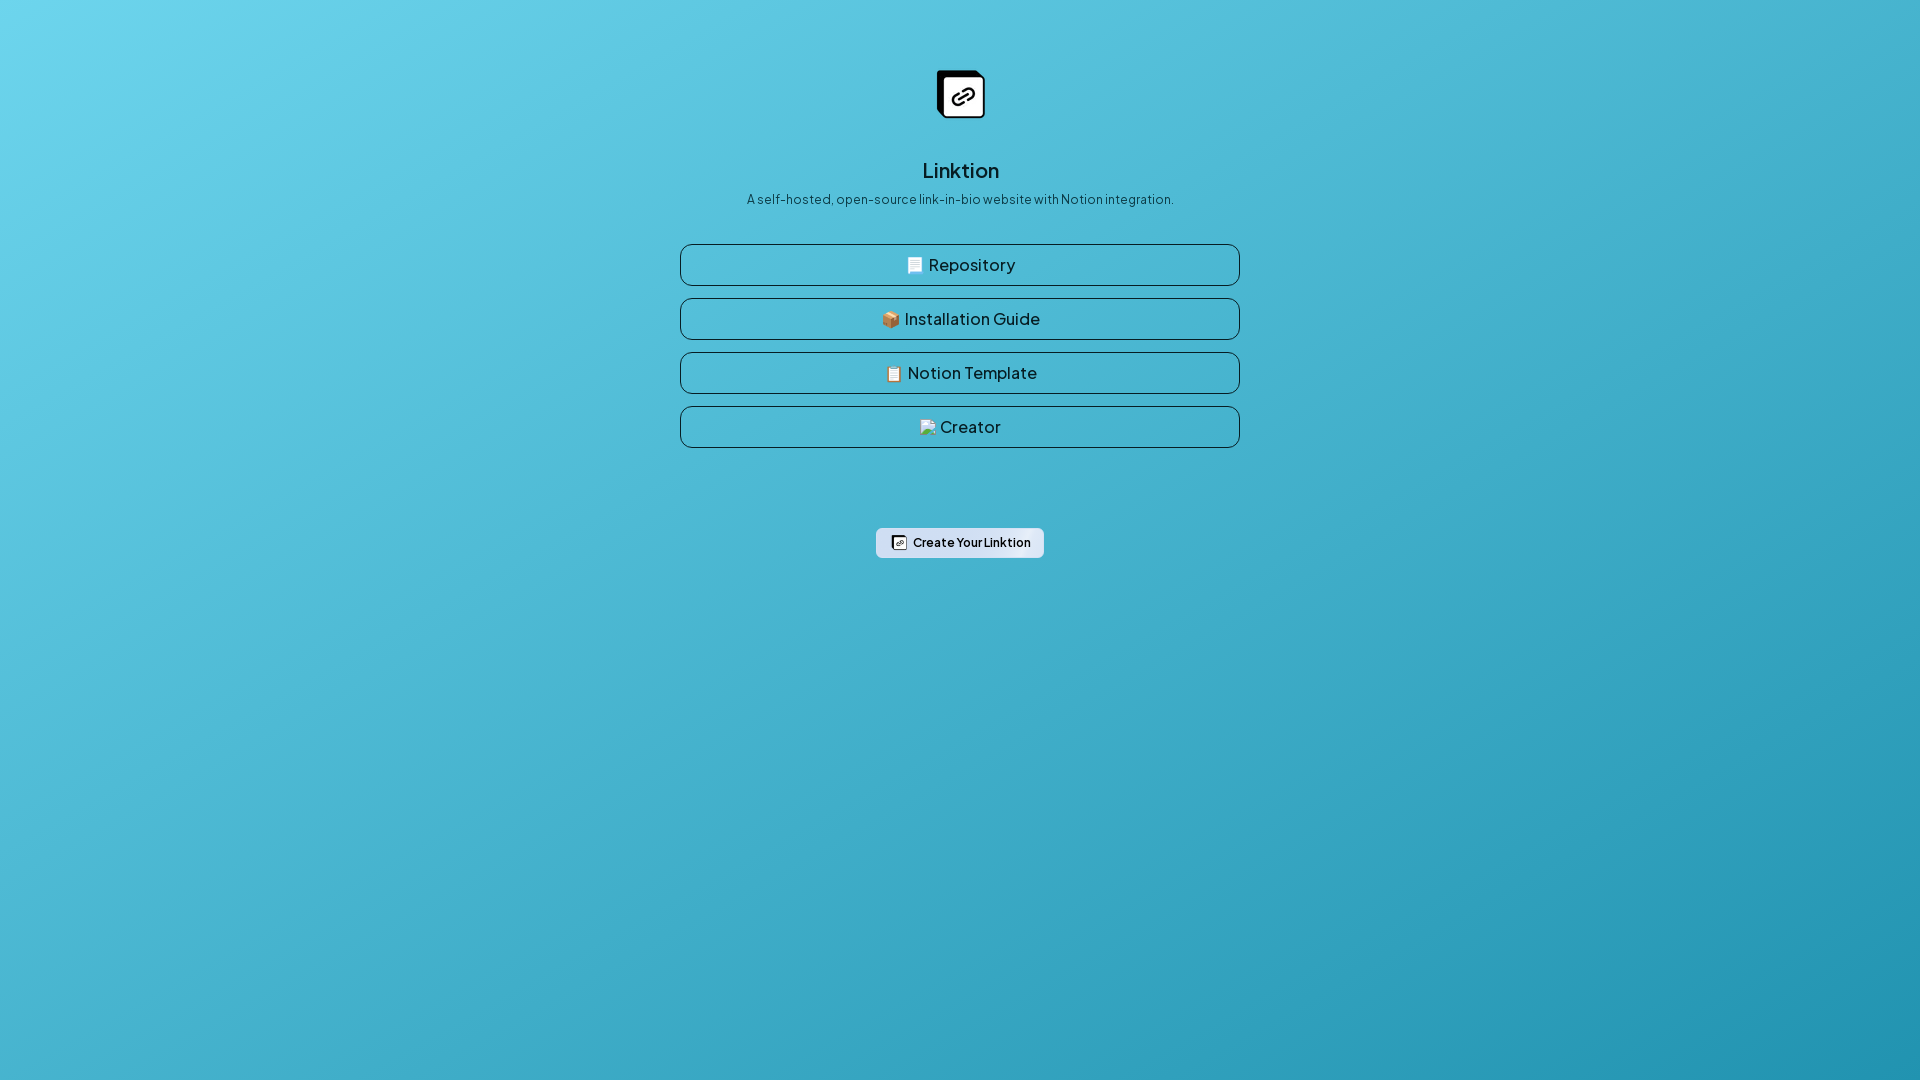 Linktion
A self-hosted, open-source link-in-bio website with Notion integration.
📃 Repository
📦 Installation Guide
📋 Notion Template
Creator
Create Your Linktion